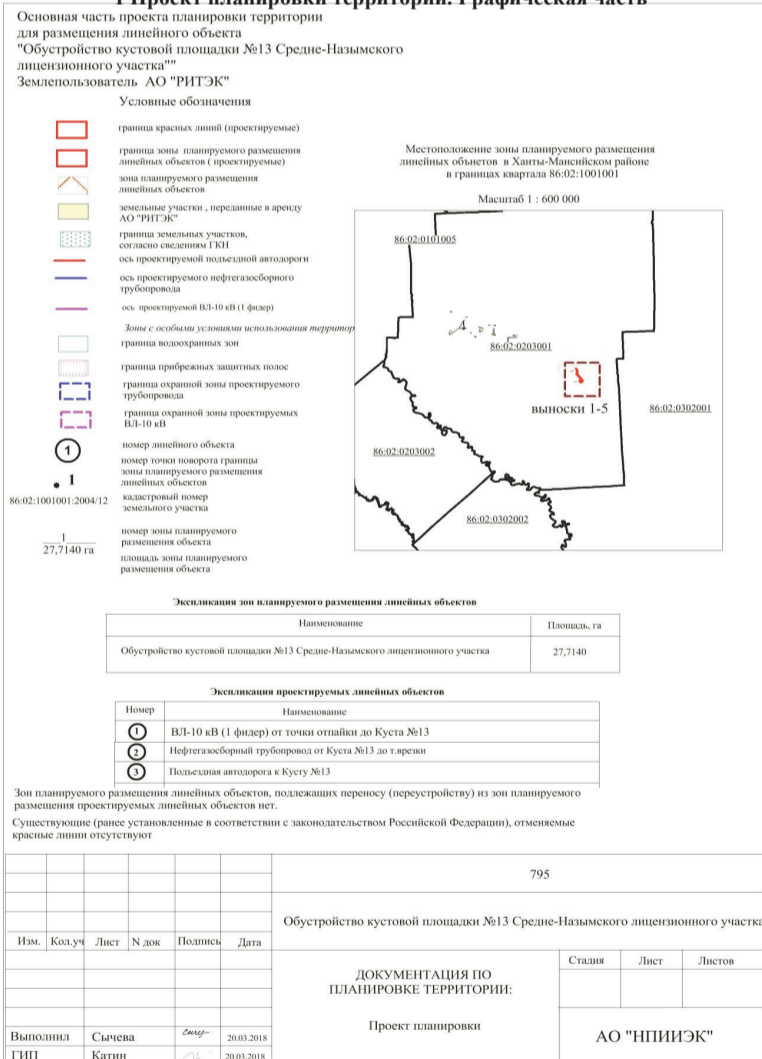 1 Проект планировки территории. Графическая часть
Основная часть проекта планировки территории
для размещения линейного объекта
"Обустройство кустовой площадки №13 Средне-Назымского
лицензионного участка""
Землепользователь АО "РИТЭК"
Условные обозначения
граница красных линий (проектируемые)
граница зоны планируемого размещения
линейных объектов ( проектируемые)
зона планируемого размещения
линейных объектов
земельные участки , переданные в аренду
АО "РИТЭК"
граница земельных участков,
согласно сведениям ГКН
ось проектируемой подъездной автодороги
ось проектируемого нефтегазосборного
трубопровода
ось проектируемой ВЛ-10 кВ (1 фидер)
Зоны с особыми условиями использования территор
граница водоохранных зон
граница прибрежных защитных полос
граница охранной зоны проектируемого
трубопровода
граница охранной зоны проектируемых
ВЛ-10 кВ
1
номер линейного объекта
1
номер точки поворота границы
зоны планируемого размещения
линейных объектов
86:02:1001001:2004/12
кадастровый номер
земельного участка
1
27,7140 га
номер зоны планируемого
размещения объекта
площадь зоны планируемого
размещения объекта
Местоположение зоны планируемого размещения
линейных обънетов в Ханты-Мансийском районе
в границах квартала 86:02:1001001
Масштаб 1 : 600 000
86:02:0101005
86:02:0203001
выноски 1-5
86:02:0302001
86:02:0203002
86:02:0302002
Экспликация зон планируемого размещения линейных объектов
Наименование Площадь, га
Обустройство кустовой площадки №13 Средне-Назымского лицензионного участка 27,7140
Экспликация проектируемых линейных объектов
Номер Наименование
1 ВЛ-10 кВ (1 фидер) от точки отпайки до Куста №13
2 Нефтегазосборный трубопровод от Куста №13 до т.врезки
3 Подъездная автодорога к Кусту №13
Зон планируемого размещения линейных объектов, подлежащих переносу (переустройству) из зон планируемого
размещения проектируемых линейных объектов нет.
Существующие (ранее установленные в соответствии с законодательством Российской Федерации), отменяемые
красные линии отсутствуют
795
Обустройство кустовой площадки №13 Средне-Назымского лицензионного участка
Изм. Кол.уч Лист N док Подпись Дата
ДОКУМЕНТАЦИЯ ПО
ПЛАНИРОВКЕ ТЕРРИТОРИИ:
Проект планировки
Стадия Лист Листов
АО "НПИИЭК"
Выполнил Сычева 20.03.2018
ГИП Катин 20.03.2018